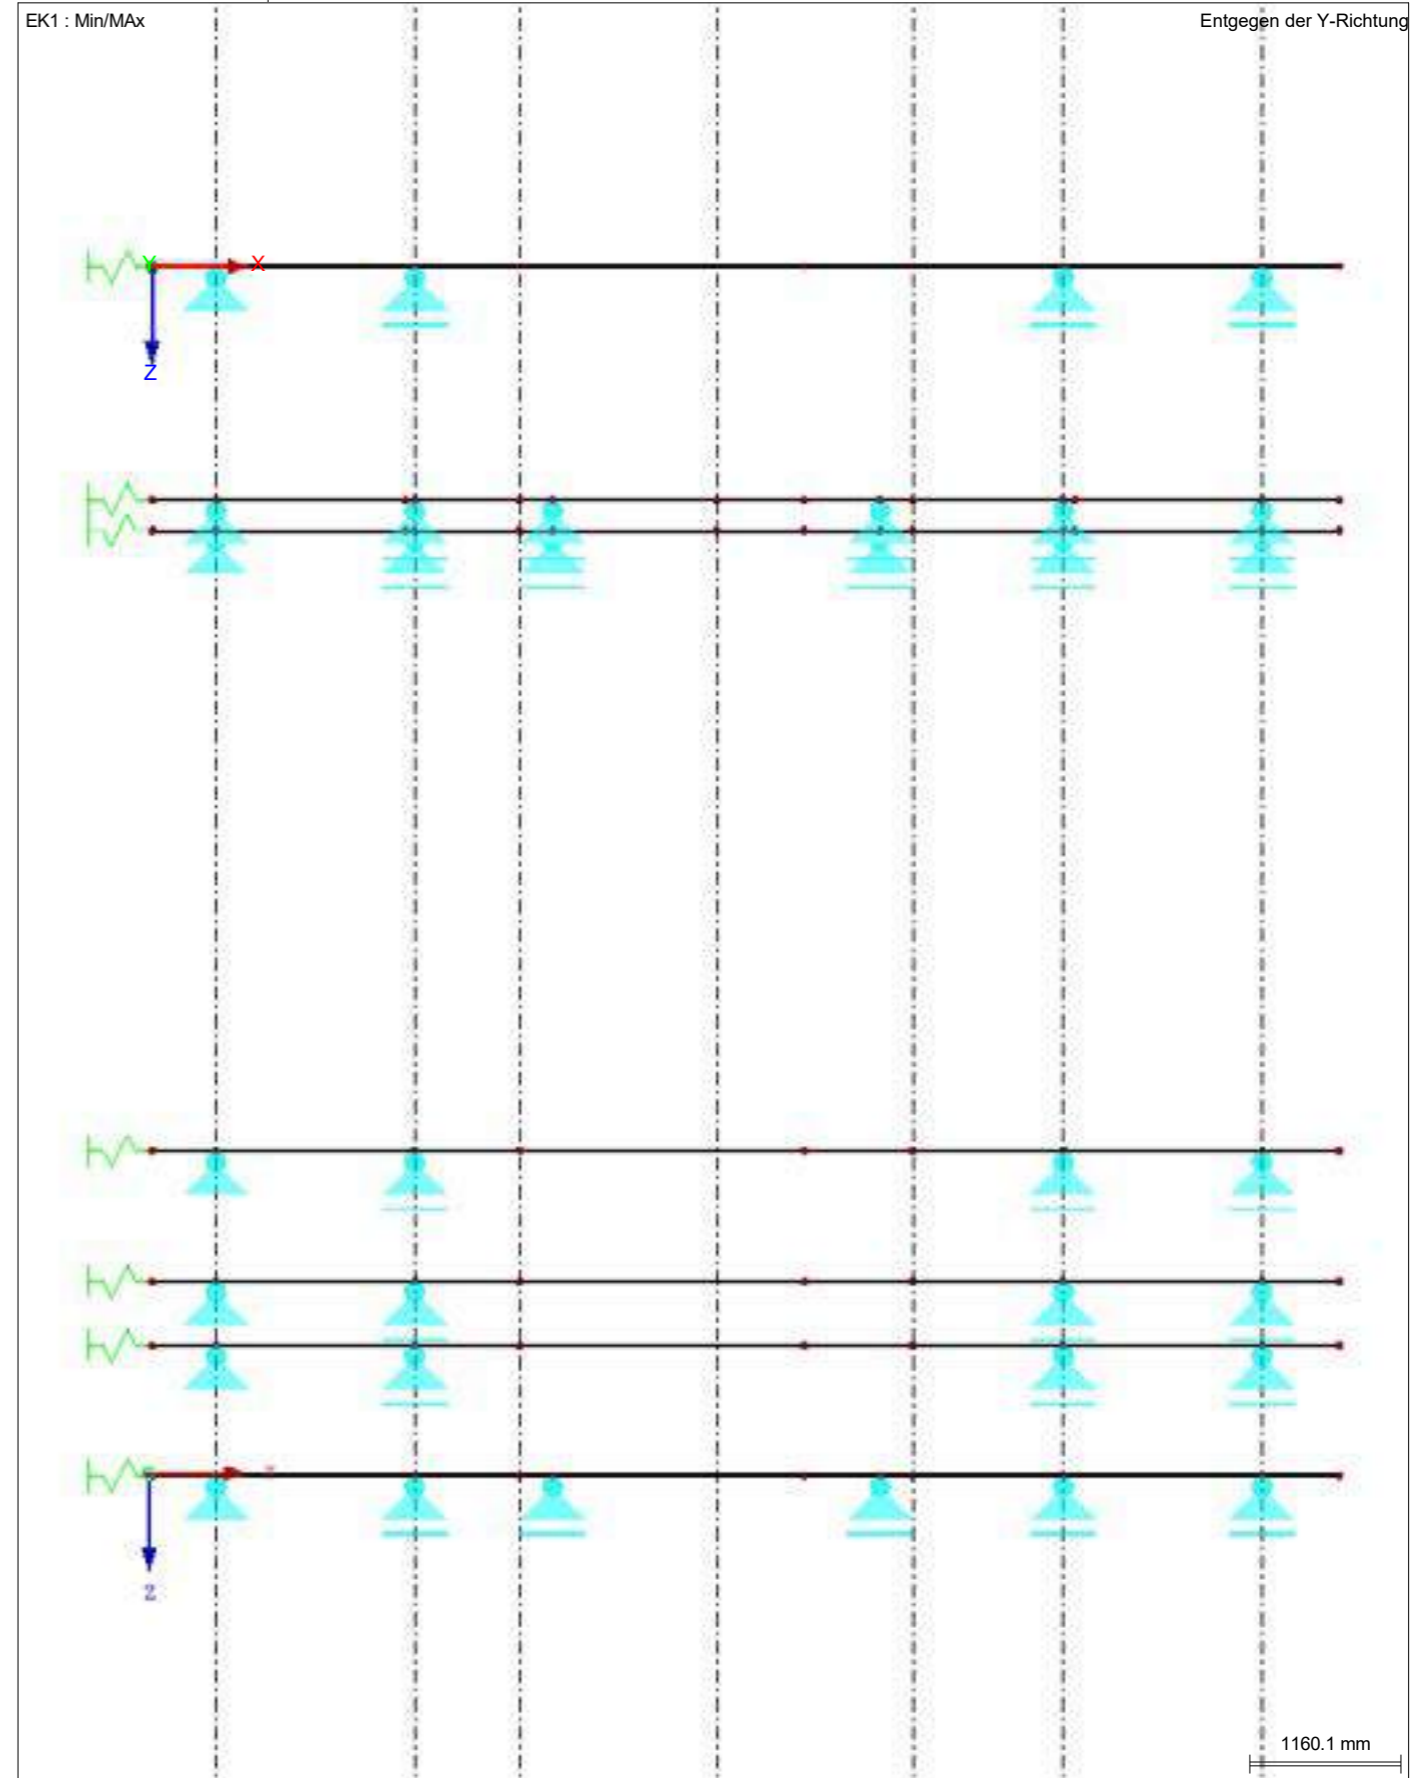 EK1 : Min/MAx
Entgegen der Y-Richtung
Y
X
Z
1160.1 mm